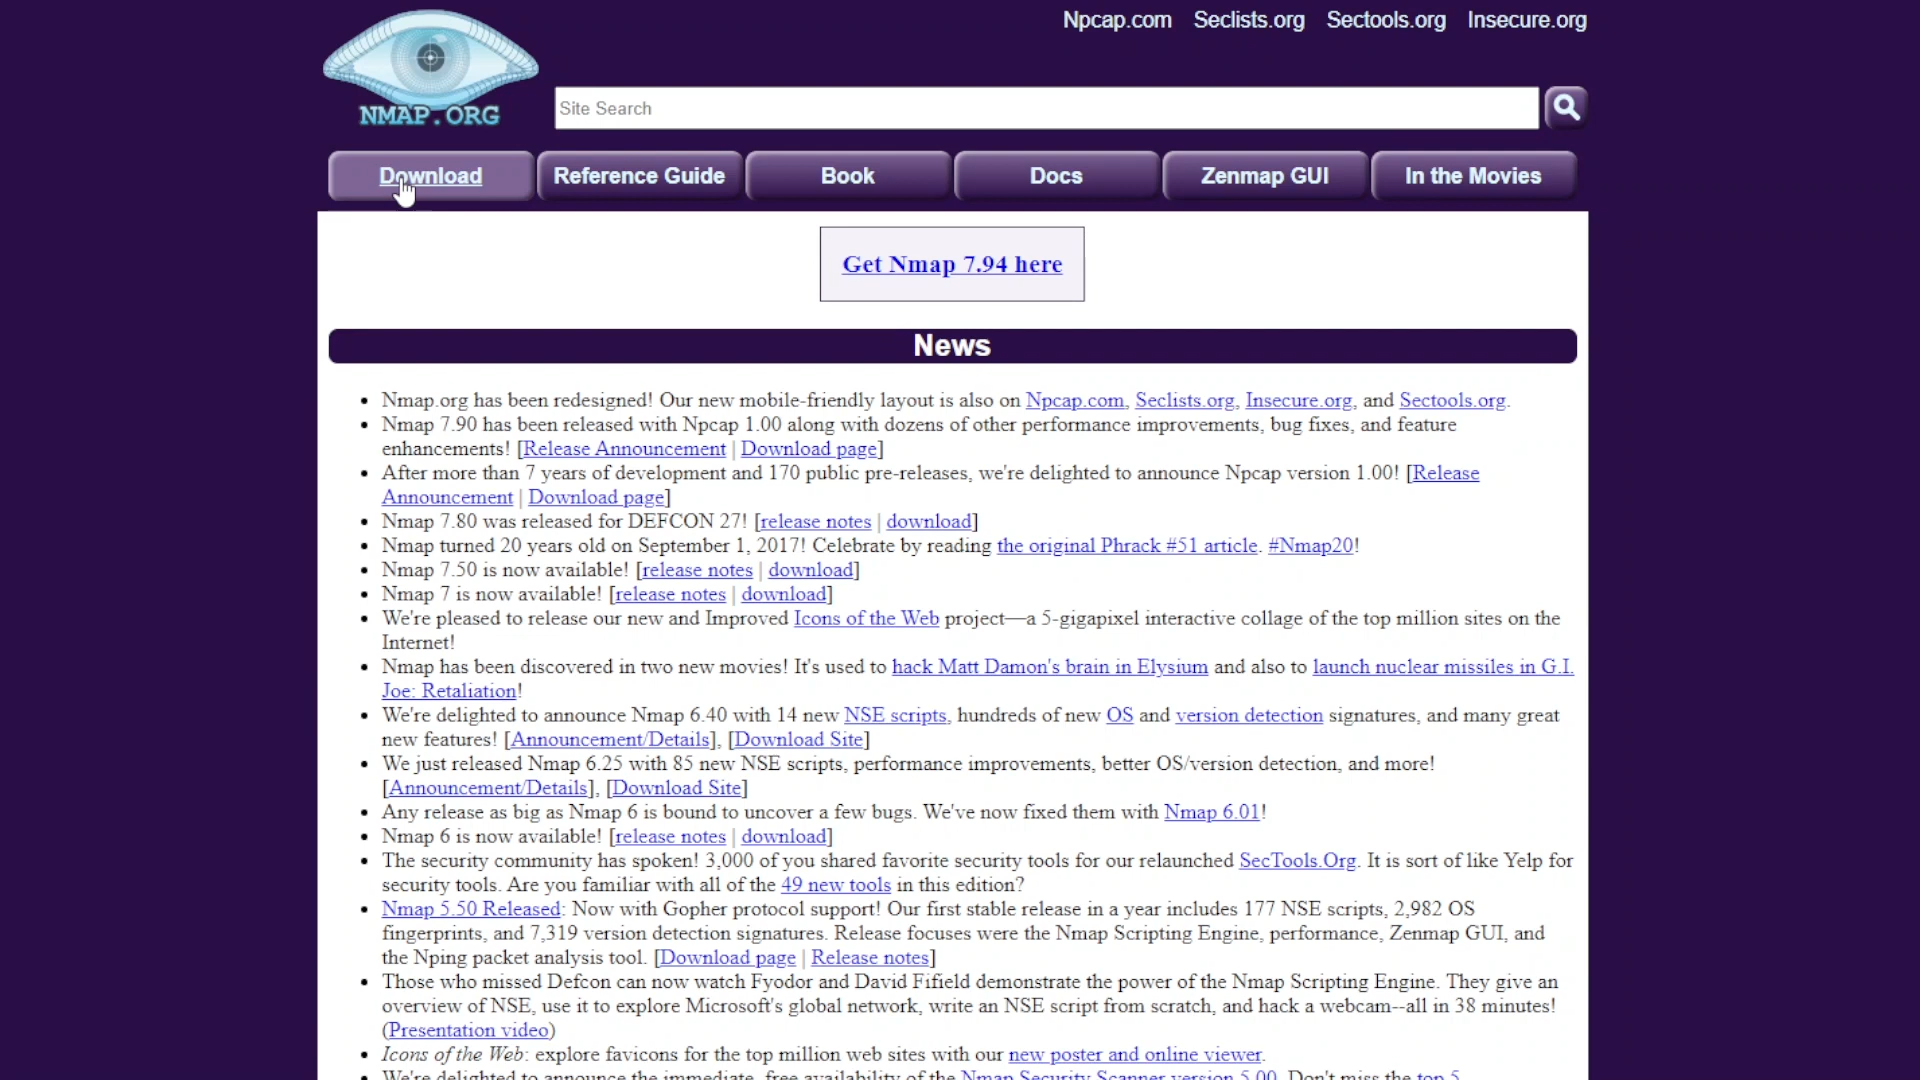 Npcap.com Seclists.org Sectools.org Insecure.org
NMAP.ORG
Site Search
Download Reference Guide Book Docs Zenmap GUI In the Movies
Get Nmap 7.94 here
News
• Nmap.org has been redesigned! Our new mobile-friendly layout is also on Npcap.com, Seclists.org, Insecure.org, and Sectools.org.
• Nmap 7.90 has been released with Npcap 1.00 along with dozens of other performance improvements, bug fixes, and feature
enhancements! [Release Announcement | Download page]
• After more than 7 years of development and 170 public pre-releases, we're delighted to announce Npcap version 1.00! [Release
Announcement | Download page]
• Nmap 7.80 was released for DEFCON 27! [release notes | download]
• Nmap turned 20 years old on September 1, 2017! Celebrate by reading the original Phrack #51 article. #Nmap20!
• Nmap 7.50 is now available! [release notes | download]
• Nmap 7 is now available! [release notes | download]
• We're pleased to release our new and Improved Icons of the Web project—a 5-gigapixel interactive collage of the top million sites on the
Internet!
• Nmap has been discovered in two new movies! It's used to hack Matt Damon's brain in Elysium and also to launch nuclear missiles in G.I.
Joe: Retaliation!
• We're delighted to announce Nmap 6.40 with 14 new NSE scripts, hundreds of new OS and version detection signatures, and many great
new features! [Announcement/Details], [Download Site]
• We just released Nmap 6.25 with 85 new NSE scripts, performance improvements, better OS/version detection, and more!
[Announcement/Details], [Download Site]
• Any release as big as Nmap 6 is bound to uncover a few bugs. We've now fixed them with Nmap 6.01!
• Nmap 6 is now available! [release notes | download]
• The security community has spoken! 3,000 of you shared favorite security tools for our relaunched SecTools.Org. It is sort of like Yelp for
security tools. Are you familiar with all of the 49 new tools in this edition?
• Nmap 5.50 Released: Now with Gopher protocol support! Our first stable release in a year includes 177 NSE scripts, 2,982 OS
fingerprints, and 7,319 version detection signatures. Release focuses were the Nmap Scripting Engine, performance, Zenmap GUI, and
the Nping packet analysis tool. [Download page | Release notes]
• Those who missed Defcon can now watch Fyodor and David Fifield demonstrate the power of the Nmap Scripting Engine. They give an
overview of NSE, use it to explore Microsoft's global network, write an NSE script from scratch, and hack a webcam--all in 38 minutes!
(Presentation video)
• Icons of the Web: explore favicons for the top million web sites with our new poster and online viewer.
• We're delighted to announce the immediate, free availability of the Nmap Security Scanner version 5.00. Don't miss the top 5